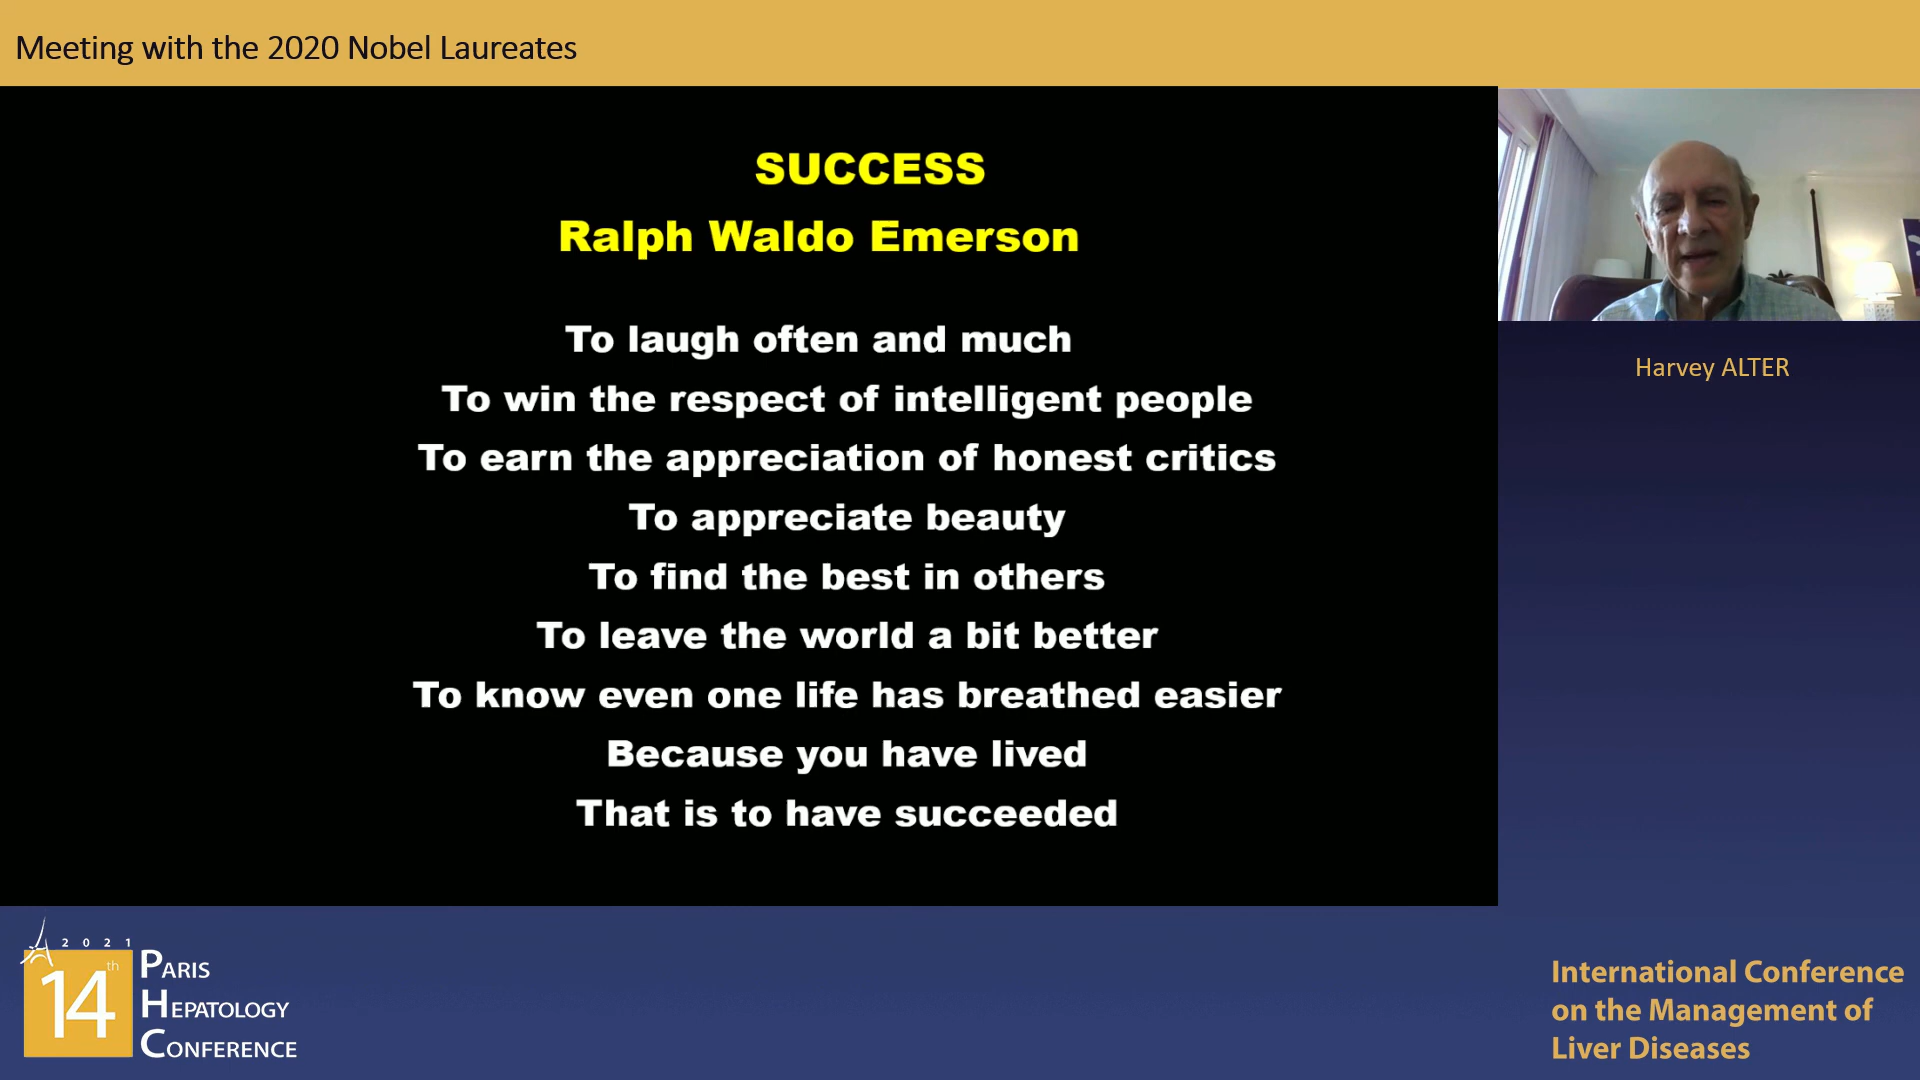 Meeting with the 2020 Nobel Laureates
SUCCESS
Ralph Waldo Emerson
To laugh often and much
To win the respect of intelligent people
To earn the appreciation of honest critics
To appreciate beauty
To find the best in others
To leave the world a bit better
To know even one life has breathed easier
Because you have lived
That is to have succeeded
Harvey ALTER
2021
14th
PARIS
HEPATOLOGY
CONFERENCE
International Conference
on the Management of
Liver Diseases